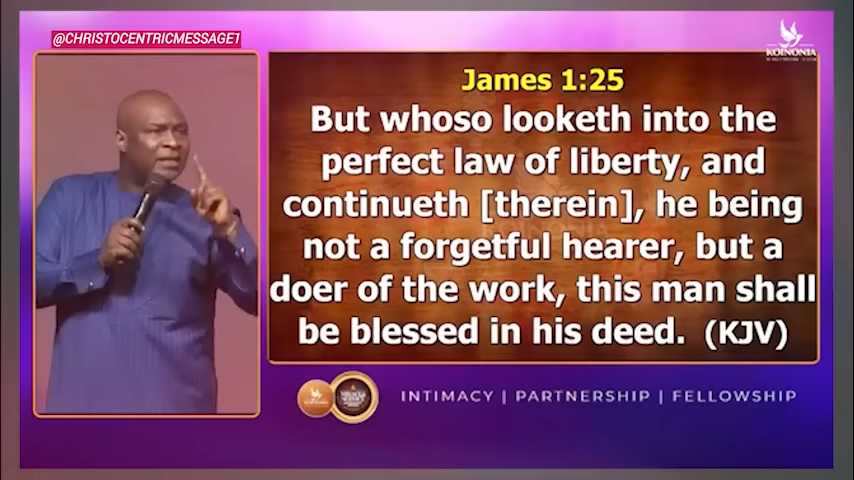 @CHRISTOCENTRICMESSAGE1
KOINONIA
James 1:25
But whoso looketh into the
perfect law of liberty, and
continueth [therein], he being
not a forgetful hearer, but a
doer of the work, this man shall
be blessed in his deed. (KJV)
INTIMACY | PARTNERSHIP | FELLOWSHIP